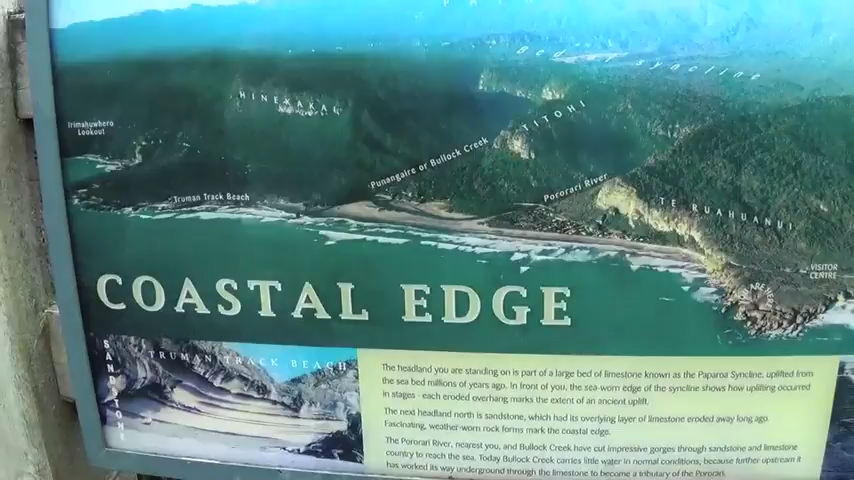 bed of syncline
HINEKAKAI
TITOHI
Irimahuwhero
Lookout
Punangairo or Bullock Creek
Truman Track Beach
Pororari River
TE RUAHUANUI
VISITOR
CENTRE
COASTAL EDGE
SANDSTONE
TRUMAN TRACK BEACH
The headland you are standing on is part of a large bed of limestone known as the Paparoa Syncline, uplifted from
the sea bed millions of years ago. In front of you, the sea-worn edge of the syncline shows how uplifting occurred
in stages - each eroded overhang marks the extent of an ancient uplift.
The next headland north is sandstone, which had its overlying layer of limestone eroded away long ago.
Fascinating, weather-worn rock forms mark the coastal edge.
The Pororari River, nearest you, and Bullock Creek have cut impressive gorges through sandstone and limestone
country to reach the sea. Today Bullock Creek carries little water in normal conditions, because further upstream it
has worked its way underground through the limestone to become a tributary of the Pororari.